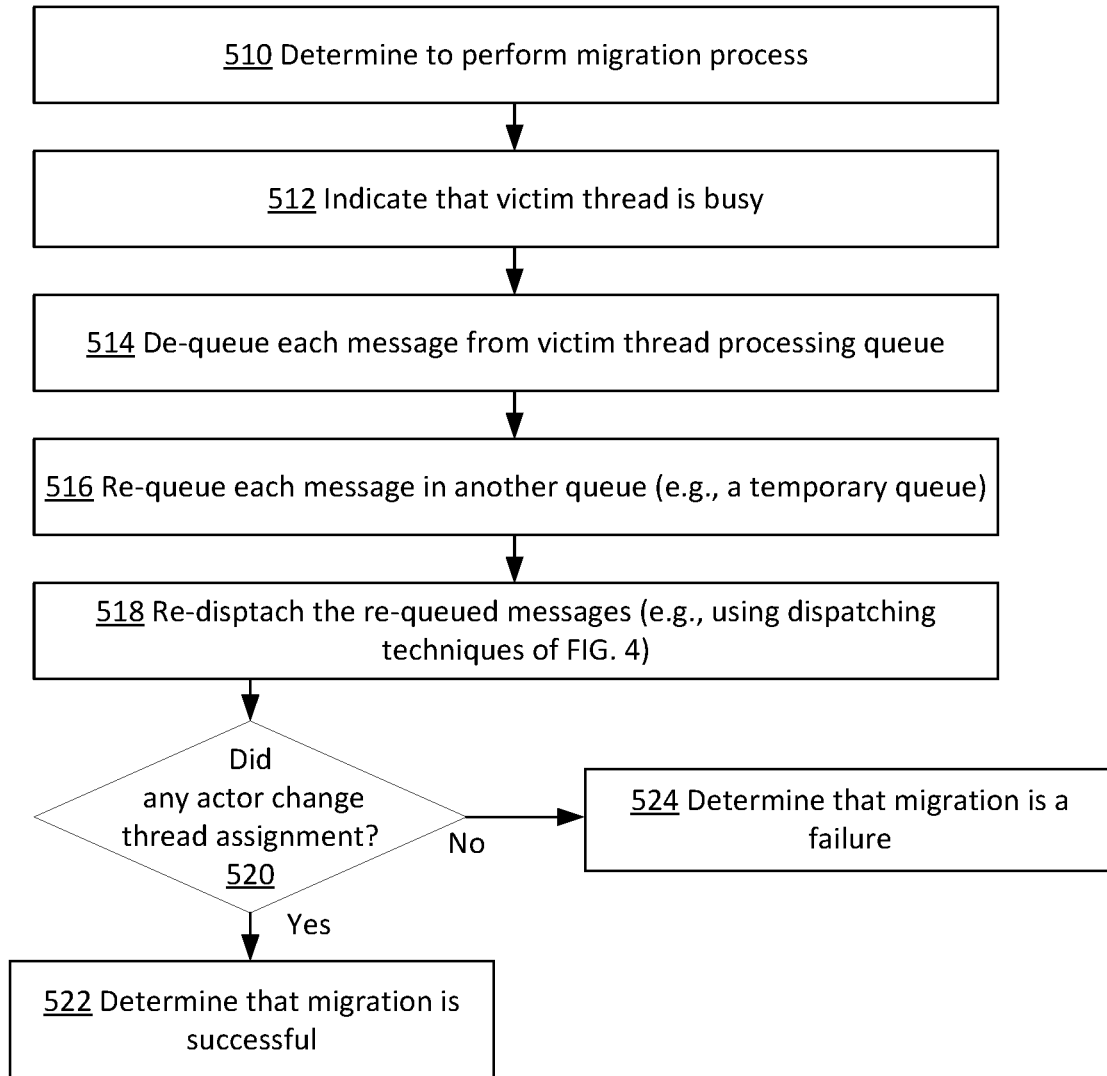 510 Determine to perform migration process
512 Indicate that victim thread is busy
514 De-queue each message from victim thread processing queue
516 Re-queue each message in another queue (e.g., a temporary queue)
518 Re-disptach the re-queued messages (e.g., using dispatching
techniques of FIG. 4)
Did
any actor change
thread assignment?
520
No
524 Determine that migration is a
failure
Yes
522 Determine that migration is
successful